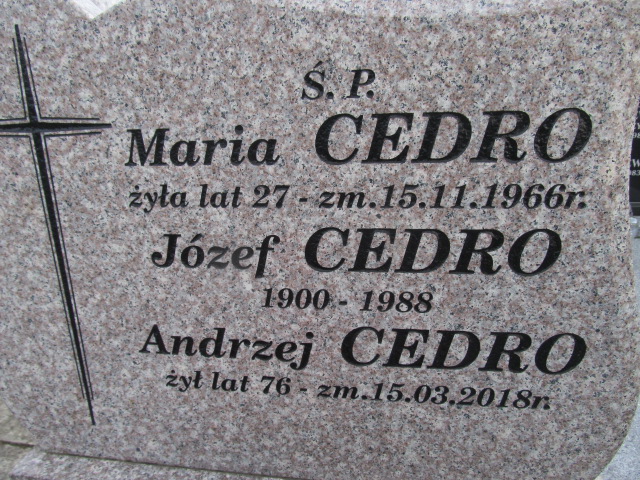 Ś. P.
Maria CEDRO
żyła lat 27 - zm.15.11.1966r.
Józef CEDRO
1900 - 1988
Andrzej CEDRO
żył lat 76 - zm.15.03.2018r.